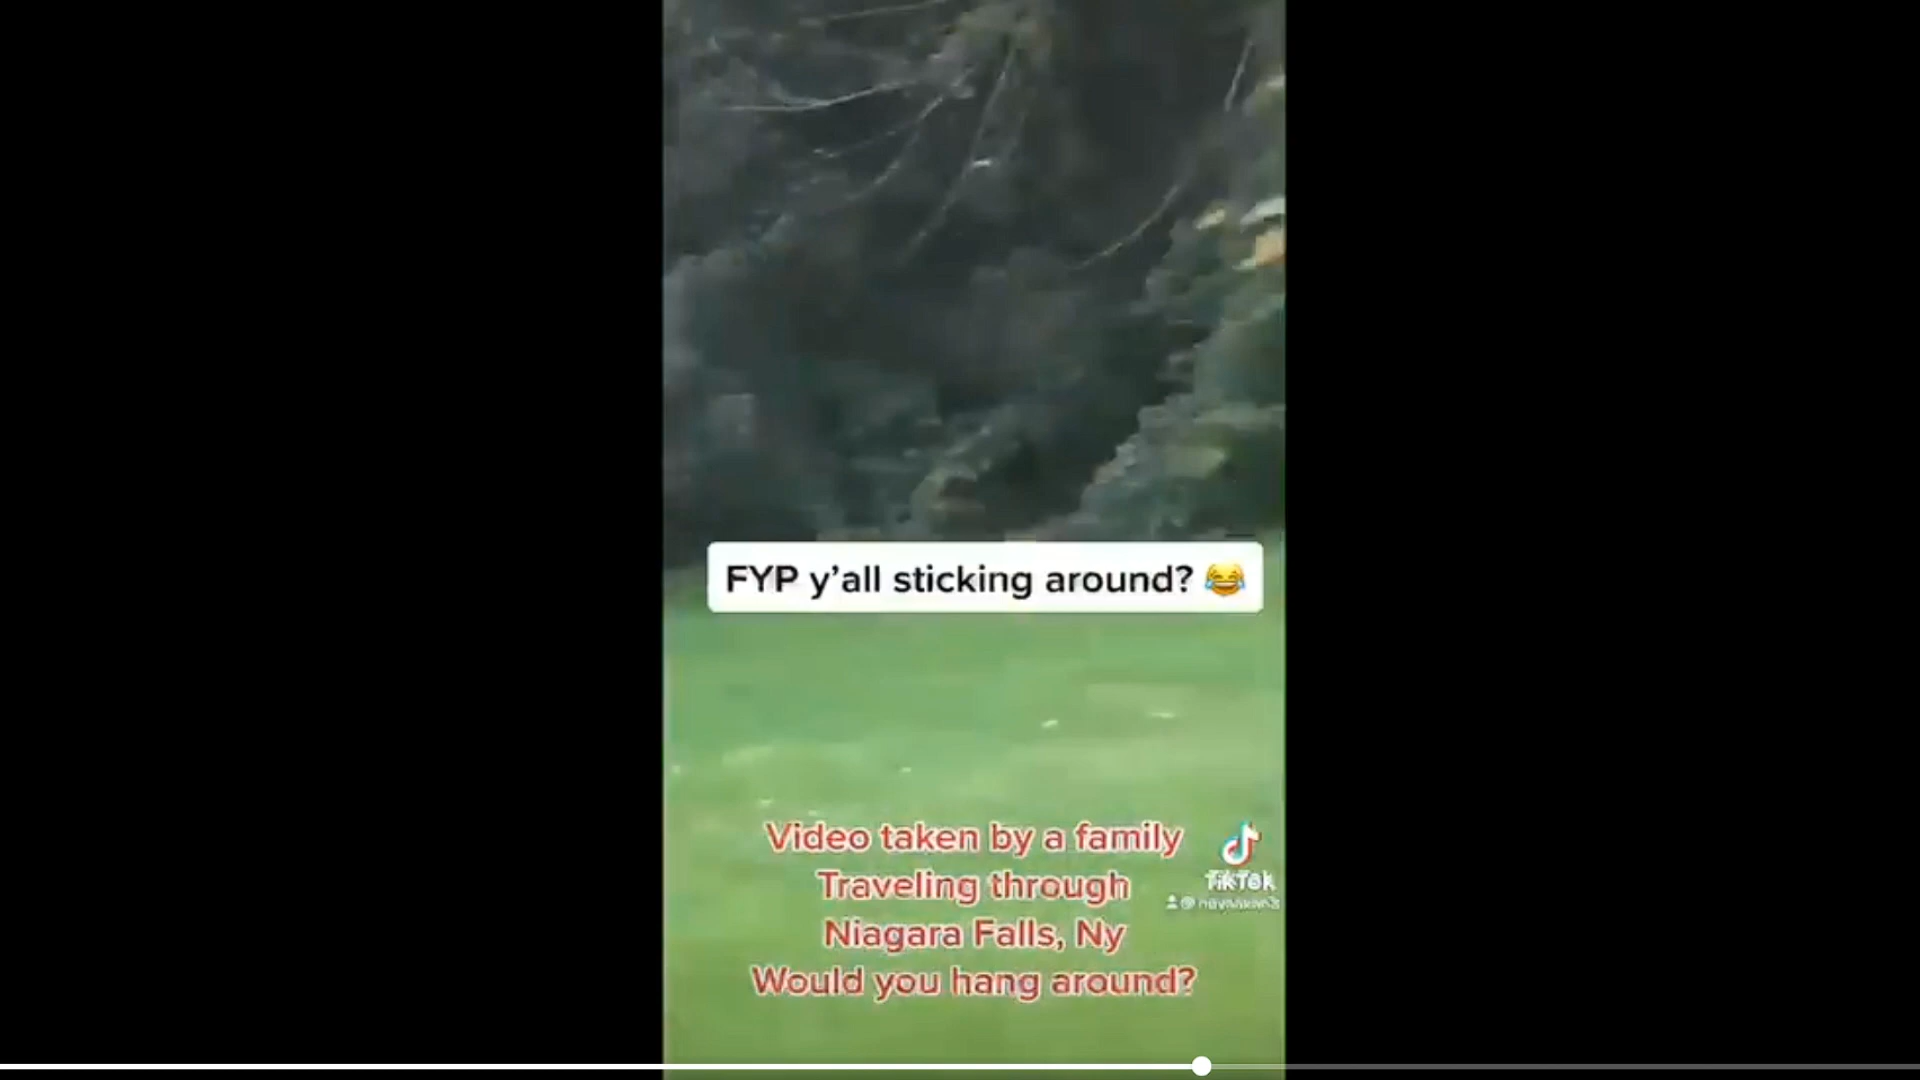 FYP y’all sticking around? 😂
Video taken by a family
Traveling through
Niagara Falls, Ny
Would you hang around?
TikTok